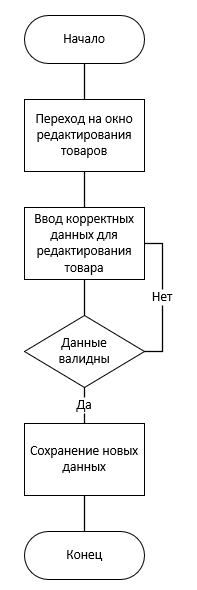 Начало
Переход на окно
редактирования
товаров
Ввод корректных
данных для
редактирования
товара
Нет
Данные
валидны
Да
Сохранение новых
данных
Конец